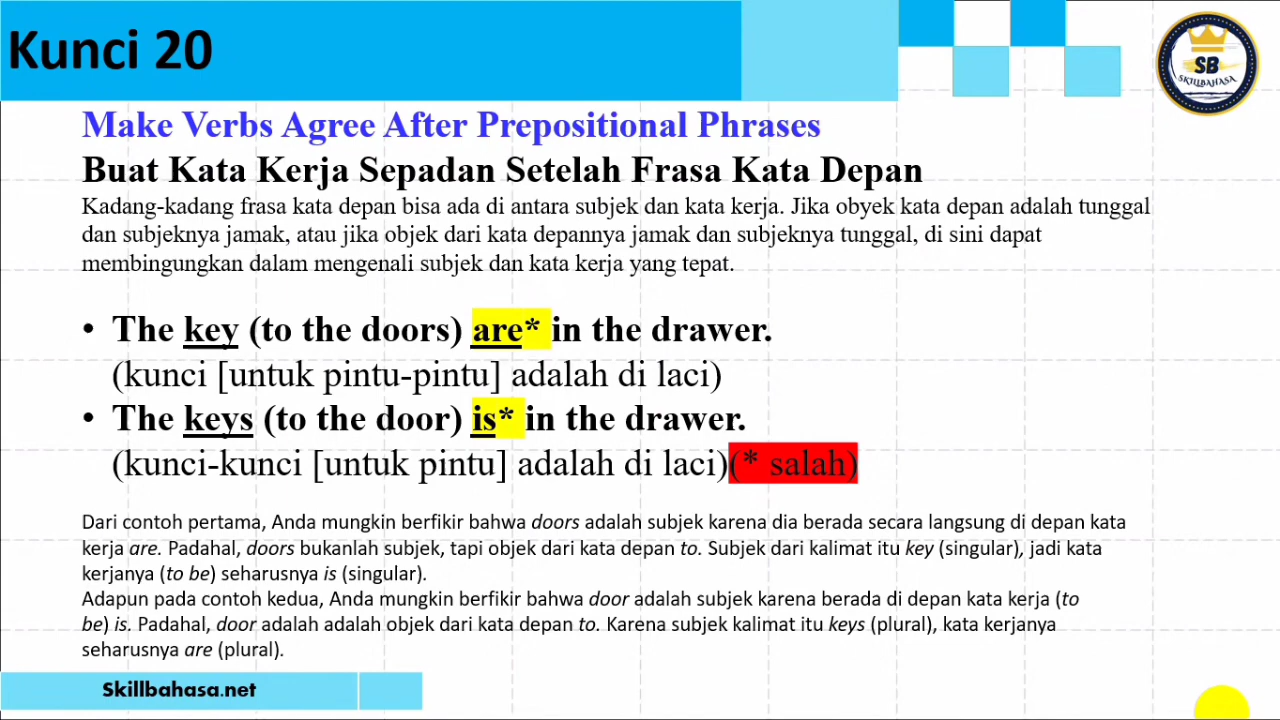 Kunci 20
SB
SKILLBAHASA
Make Verbs Agree After Prepositional Phrases
Buat Kata Kerja Sepadan Setelah Frasa Kata Depan
Kadang-kadang frasa kata depan bisa ada di antara subjek dan kata kerja. Jika obyek kata depan adalah tunggal
dan subjeknya jamak, atau jika objek dari kata depannya jamak dan subjeknya tunggal, di sini dapat
membingungkan dalam mengenali subjek dan kata kerja yang tepat.
• The key (to the doors) are* in the drawer.
(kunci [untuk pintu-pintu] adalah di laci)
• The keys (to the door) is* in the drawer.
(kunci-kunci [untuk pintu] adalah di laci)(* salah)
Dari contoh pertama, Anda mungkin berfikir bahwa doors adalah subjek karena dia berada secara langsung di depan kata
kerja are. Padahal, doors bukanlah subjek, tapi objek dari kata depan to. Subjek dari kalimat itu key (singular), jadi kata
kerjanya (to be) seharusnya is (singular).
Adapun pada contoh kedua, Anda mungkin berfikir bahwa door adalah subjek karena berada di depan kata kerja (to
be) is. Padahal, door adalah adalah objek dari kata depan to. Karena subjek kalimat itu keys (plural), kata kerjanya
seharusnya are (plural).
Skillbahasa.net